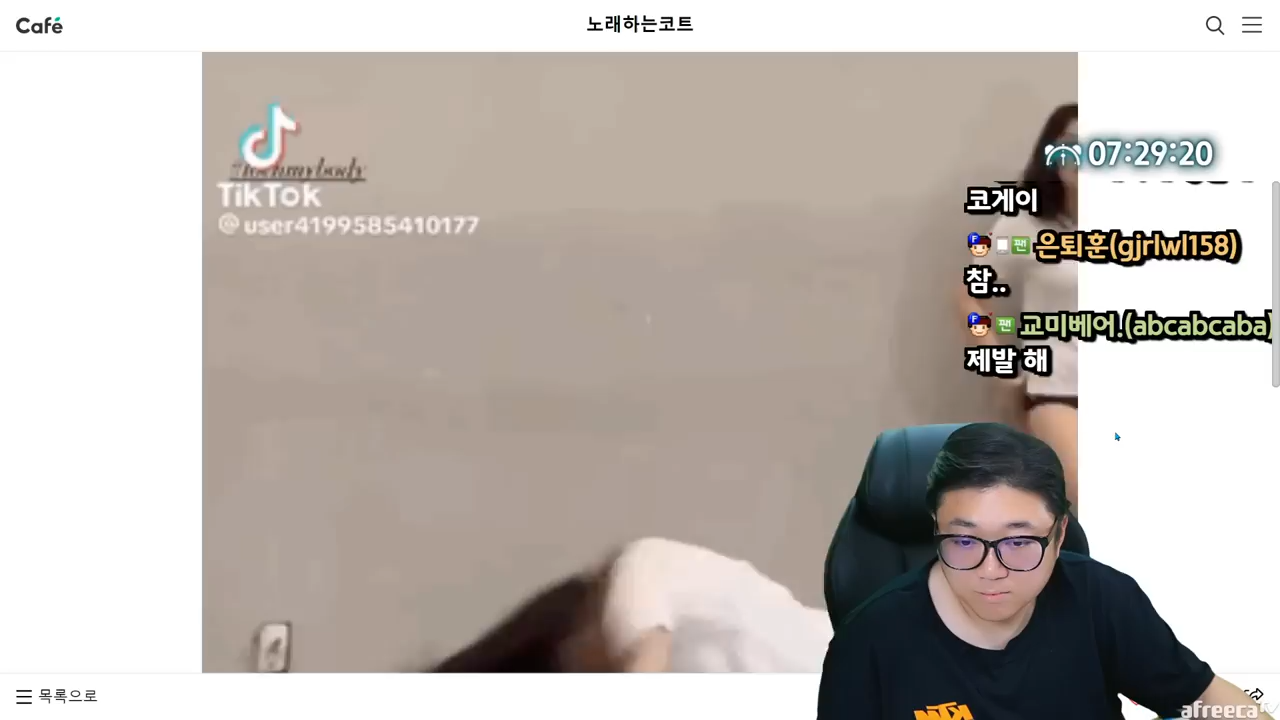 Café
노래하는코트
TikTok
@user4199585410177
07:29:20
코게이
은퇴훈(gjrlwl158)
참..
교미베어.(abcabcaba)
제발 해
목록으로
KTM
afreecaTV